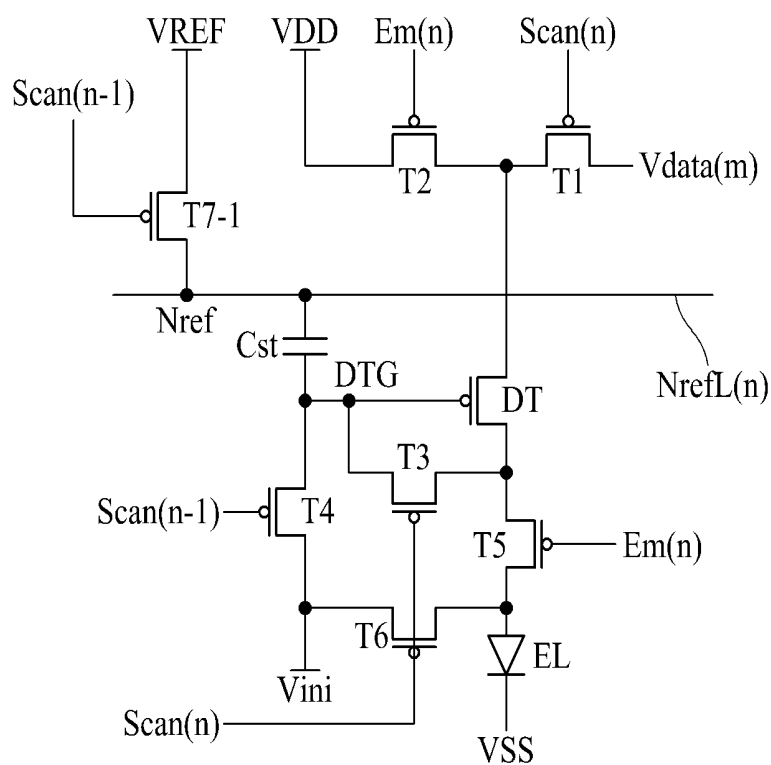 VREF
VDD
Em(n)
Scan(n)
Scan(n-1)
T2
T1
Vdata(m)
T7-1
Nref
Cst
DTG
DT
NrefL(n)
T3
Scan(n-1)
T4
T5
Em(n)
T6
EL
Vini
Scan(n)
VSS